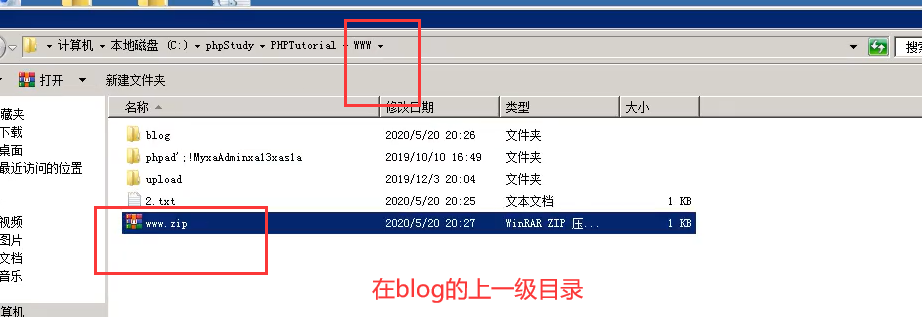 计算机 本地磁盘 (C:) phpStudy PHPTutorial WWW 搜索
打开 新建文件夹
名称 修改日期 类型 大小
藏夹
下载
桌面
最近访问的位置
视频
图片
文档
音乐
算机
blog 2020/5/20 20:26 文件夹
phpad';!MyxaAdminxa13xas1a 2019/10/10 16:49 文件夹
upload 2019/12/3 20:04 文件夹
2.txt 2020/5/20 20:25 文本文档 1 KB
www.zip 2020/5/20 20:27 WinRAR ZIP 压... 1 KB
在blog的上一级目录